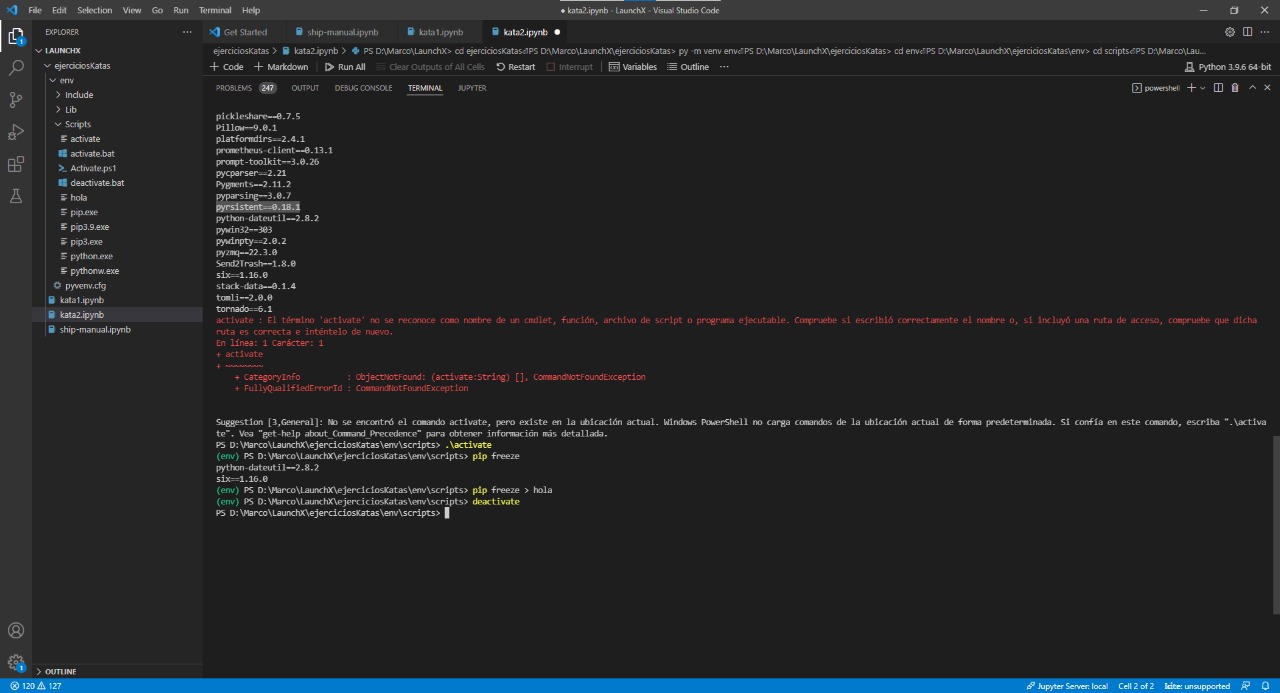 File Edit Selection View Go Run Terminal Help
● kata2.ipynb - LaunchX - Visual Studio Code
EXPLORER
Get Started ship-manual.ipynb kata1.ipynb kata2.ipynb
LAUNCHX
ejerciciosKatas > kata2.ipynb > PS D:\Marco\LaunchX> cd ejerciciosKatas⏎PS D:\Marco\LaunchX\ejerciciosKatas> py -m venv env⏎PS D:\Marco\LaunchX\ejerciciosKatas> cd env⏎PS D:\Marco\LaunchX\ejerciciosKatas\env> cd scripts⏎PS D:\Marco\Lau...
+ Code + Markdown Run All Clear Outputs of All Cells Restart Interrupt Variables Outline ... Python 3.9.6 64-bit
PROBLEMS 247 OUTPUT DEBUG CONSOLE TERMINAL JUPYTER
powershell
ejerciciosKatas
env
Include
Lib
Scripts
activate
activate.bat
Activate.ps1
deactivate.bat
hola
pip.exe
pip3.9.exe
pip3.exe
python.exe
pythonw.exe
pyvenv.cfg
kata1.ipynb
kata2.ipynb
ship-manual.ipynb
pickleshare==0.7.5
Pillow==9.0.1
platformdirs==2.4.1
prometheus-client==0.13.1
prompt-toolkit==3.0.26
pycparser==2.21
Pygments==2.11.2
pyparsing==3.0.7
pyrsistent==0.18.1
python-dateutil==2.8.2
pywin32==303
pywinpty==2.0.2
pyzmq==22.3.0
Send2Trash==1.8.0
six==1.16.0
stack-data==0.1.4
tomli==2.0.0
tornado==6.1
activate : El término 'activate' no se reconoce como nombre de un cmdlet, función, archivo de script o programa ejecutable. Compruebe si escribió correctamente el nombre o, si incluyó una ruta de acceso, compruebe que dicha
ruta es correcta e inténtelo de nuevo.
En línea: 1 Carácter: 1
+ activate
+ ~~~~~~~~
+ CategoryInfo : ObjectNotFound: (activate:String) [], CommandNotFoundException
+ FullyQualifiedErrorId : CommandNotFoundException
Suggestion [3,General]: No se encontró el comando activate, pero existe en la ubicación actual. Windows PowerShell no carga comandos de la ubicación actual de forma predeterminada. Si confía en este comando, escriba ".\activa
te". Vea "get-help about_Command_Precedence" para obtener información más detallada.
PS D:\Marco\LaunchX\ejerciciosKatas\env\scripts> .\activate
(env) PS D:\Marco\LaunchX\ejerciciosKatas\env\scripts> pip freeze
python-dateutil==2.8.2
six==1.16.0
(env) PS D:\Marco\LaunchX\ejerciciosKatas\env\scripts> pip freeze > hola
(env) PS D:\Marco\LaunchX\ejerciciosKatas\env\scripts> deactivate
PS D:\Marco\LaunchX\ejerciciosKatas\env\scripts>
OUTLINE
1
1
120 127
Jupyter Server: local Cell 2 of 2 kite: unsupported